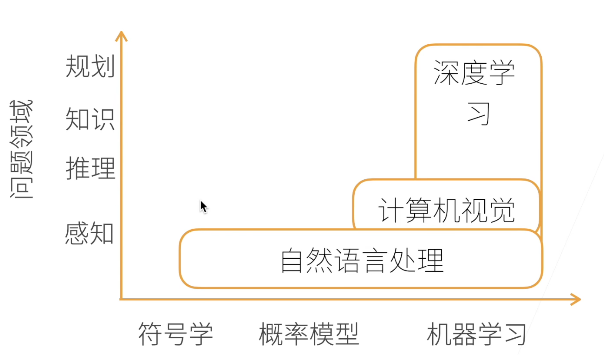 问题领域
规划
知识
推理
感知
深度学
习
计算机视觉
自然语言处理
符号学
概率模型
机器学习